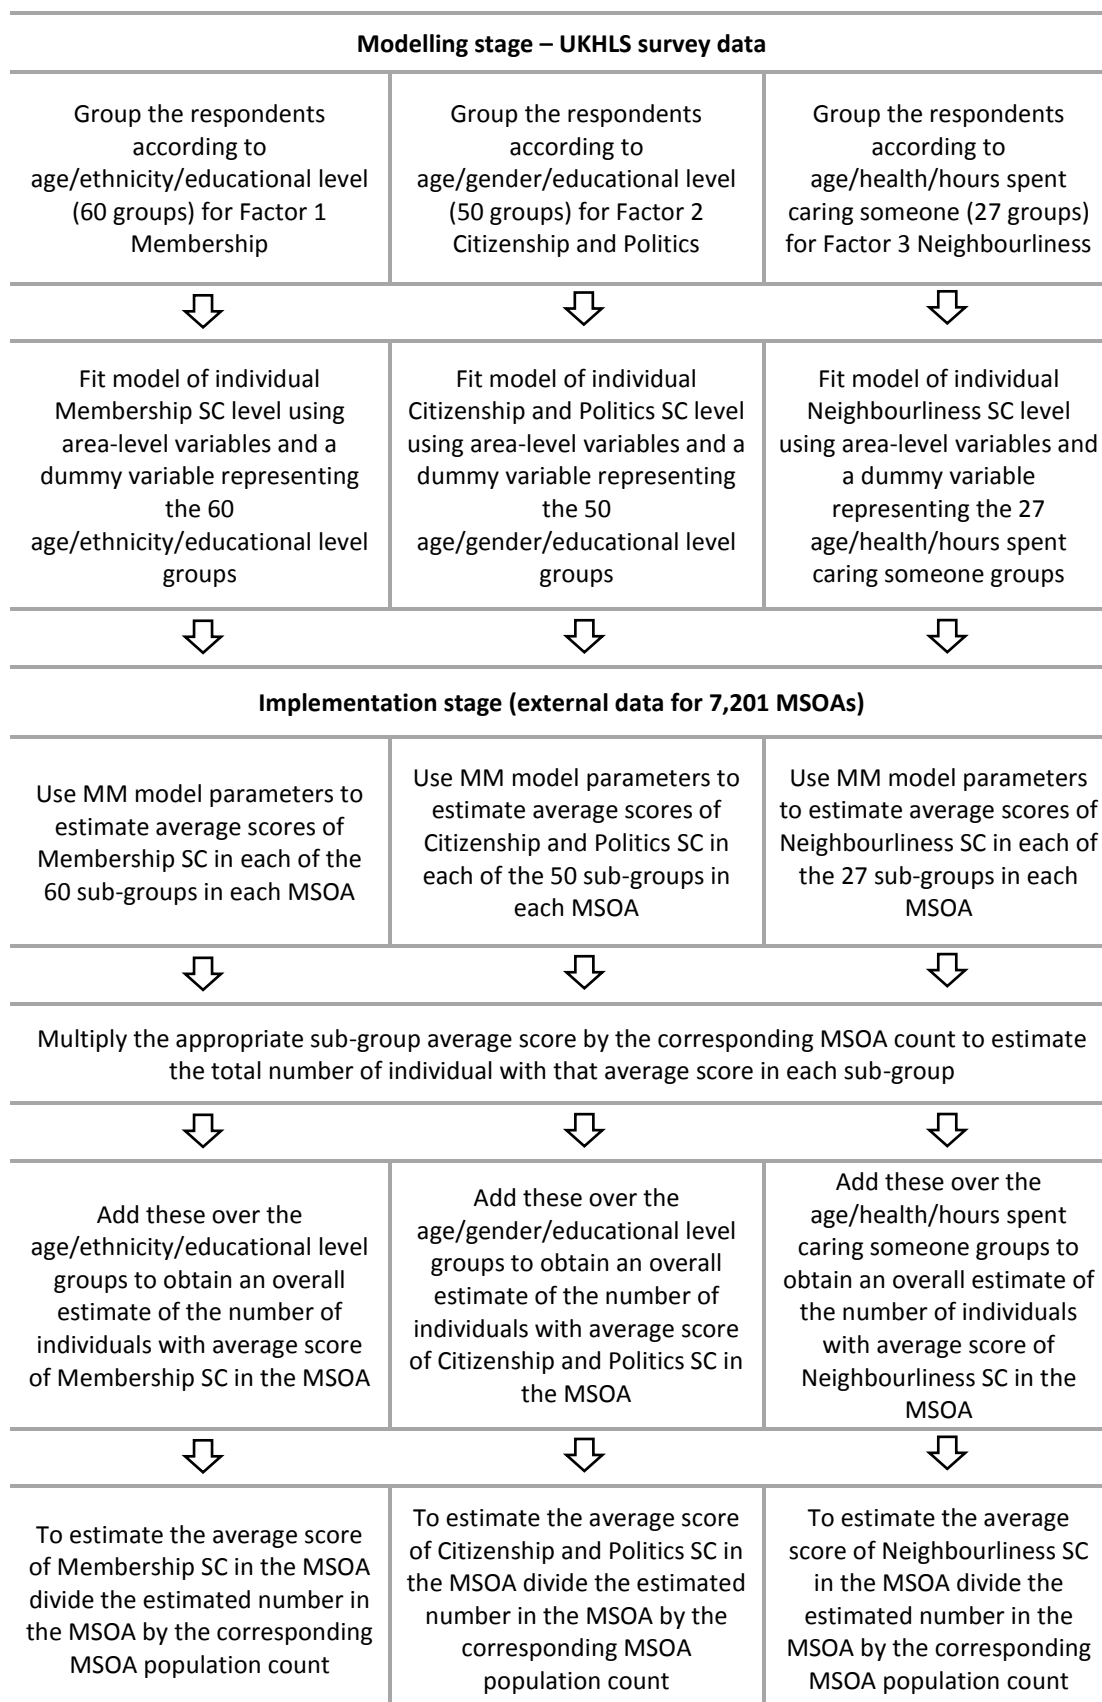 Modelling stage – UKHLS survey data
Group the respondents
according to
age/ethnicity/educational level
(60 groups) for Factor 1
Membership
Group the respondents
according to
age/gender/educational level
(50 groups) for Factor 2
Citizenship and Politics
Group the respondents
according to
age/health/hours spent
caring someone (27 groups)
for Factor 3 Neighbourliness
Fit model of individual
Membership SC level using
area-level variables and a
dummy variable representing
the 60
age/ethnicity/educational level
groups
Fit model of individual
Citizenship and Politics SC level
using area-level variables and a
dummy variable representing
the 50
age/gender/educational level
groups
Fit model of individual
Neighbourliness SC level
using area-level variables and
a dummy variable
representing the 27
age/health/hours spent
caring someone groups
Implementation stage (external data for 7,201 MSOAs)
Use MM model parameters to
estimate average scores of
Membership SC in each of the
60 sub-groups in each MSOA
Use MM model parameters to
estimate average scores of
Citizenship and Politics SC in
each of the 50 sub-groups in
each MSOA
Use MM model parameters
to estimate average scores of
Neighbourliness SC in each of
the 27 sub-groups in each
MSOA
Multiply the appropriate sub-group average score by the corresponding MSOA count to estimate
the total number of individual with that average score in each sub-group
Add these over the
age/ethnicity/educational level
groups to obtain an overall
estimate of the number of
individuals with average score
of Membership SC in the MSOA
Add these over the
age/gender/educational level
groups to obtain an overall
estimate of the number of
individuals with average score
of Citizenship and Politics SC in
the MSOA
Add these over the
age/health/hours spent
caring someone groups to
obtain an overall estimate of
the number of individuals
with average score of
Neighbourliness SC in the
MSOA
To estimate the average score
of Membership SC in the MSOA
divide the estimated number in
the MSOA by the corresponding
MSOA population count
To estimate the average score
of Citizenship and Politics SC in
the MSOA divide the estimated
number in the MSOA by the
corresponding MSOA
population count
To estimate the average
score of Neighbourliness SC
in the MSOA divide the
estimated number in the
MSOA by the corresponding
MSOA population count